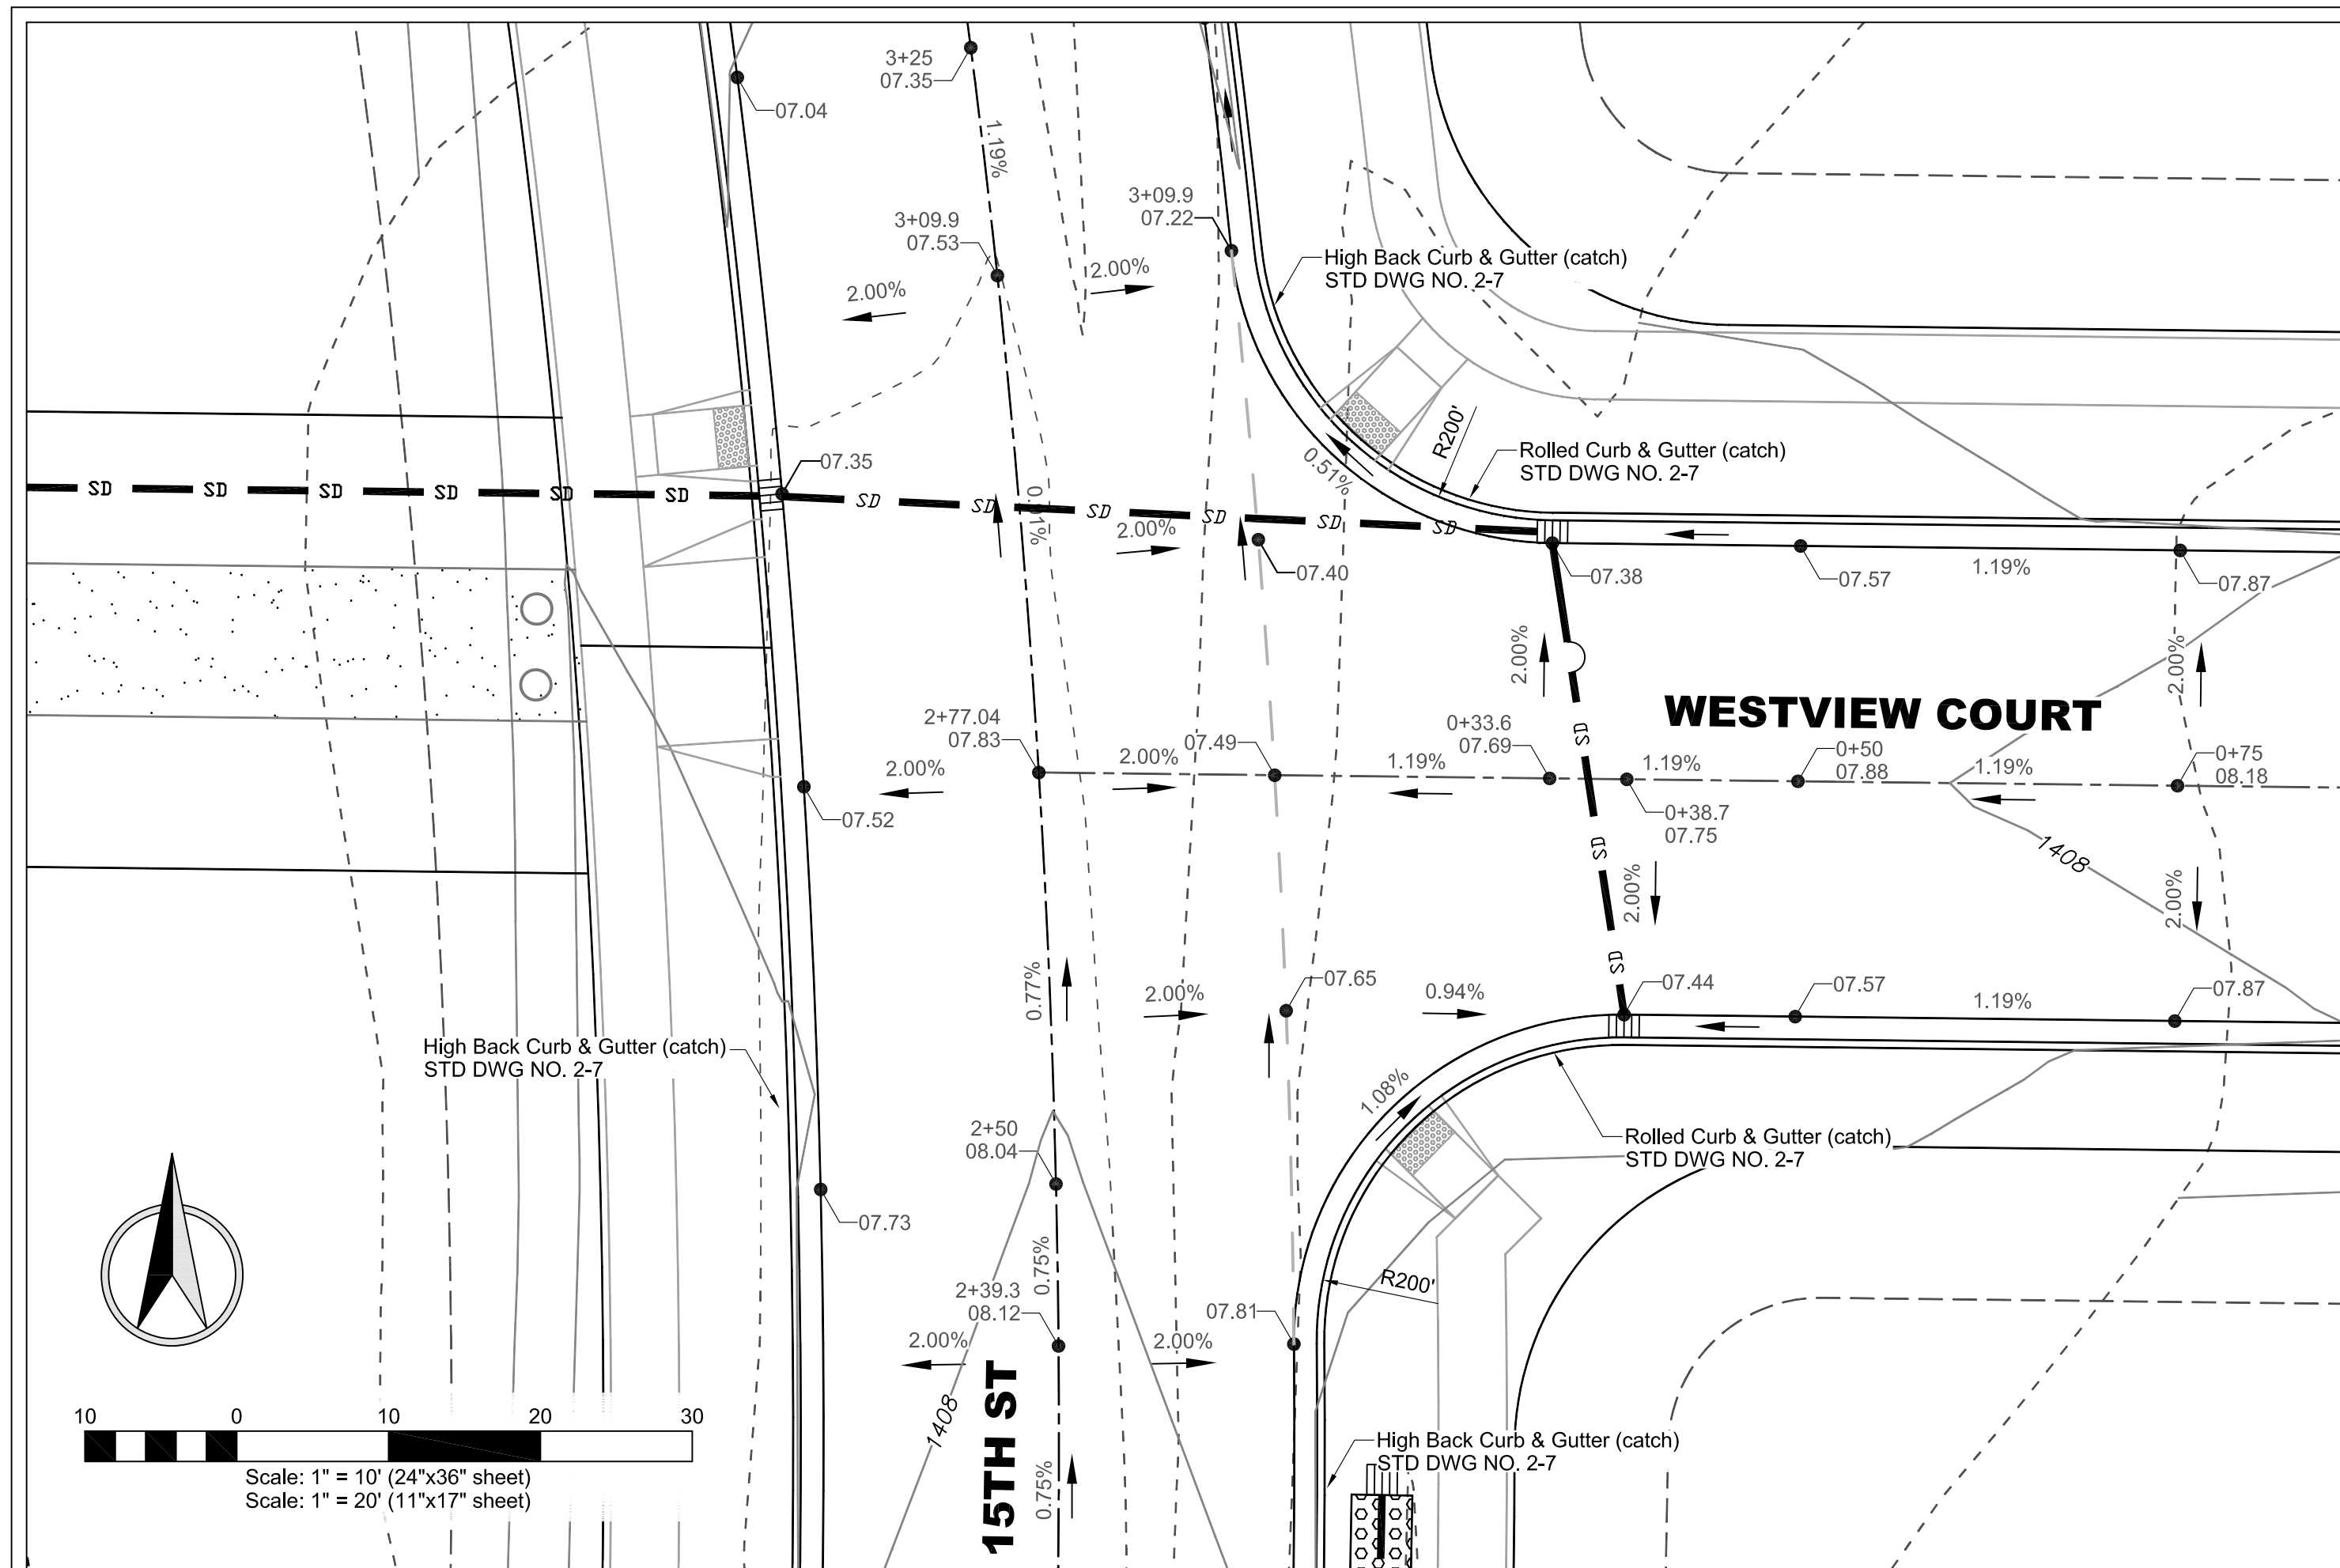 3+25
07.35
07.04
1.19%
3+09.9
07.53
3+09.9
07.22
2.00%
2.00%
High Back Curb & Gutter (catch)
STD DWG NO. 2-7
R200'
Rolled Curb & Gutter (catch)
STD DWG NO. 2-7
0.51%
07.35
SD SD SD SD SD SD SD SD SD SD SD SD
2.00%
07.40
07.38
07.57
1.19%
07.87
2.00%
2.00%
WESTVIEW COURT
2+77.04
07.83
2.00%
2.00%
07.49
1.19%
0+33.6
07.69
SD
1.19%
0+50
07.88
1.19%
0+75
08.18
07.52
0+38.7
07.75
SD
1408
2.00%
2.00%
SD
0.77%
2.00%
07.65
0.94%
07.44
07.57
1.19%
07.87
High Back Curb & Gutter (catch)
STD DWG NO. 2-7
1.08%
2+50
08.04
Rolled Curb & Gutter (catch)
STD DWG NO. 2-7
07.73
0.75%
R200'
2+39.3
08.12
07.81
2.00%
2.00%
1408
15TH ST
0.75%
High Back Curb & Gutter (catch)
STD DWG NO. 2-7
10 0 10 20 30
Scale: 1" = 10' (24"x36" sheet)
Scale: 1" = 20' (11"x17" sheet)